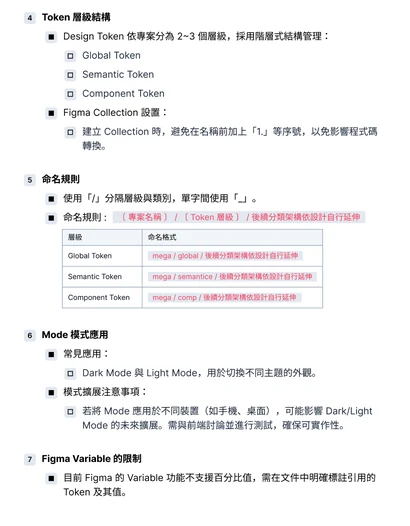 4 Token 層級結構
Design Token 依專案分為 2~3 個層級，採用階層式結構管理：
Global Token
Semantic Token
Component Token
Figma Collection 設置：
建立 Collection 時，避免在名稱前加上「1.」等序號，以免影響程式碼
轉換。
5 命名規則
使用「/」分隔層級與類別，單字間使用「_」。
命名規則： 〔 專案名稱 〕 / 〔 Token 層級 〕 / 後續分類架構依設計自行延伸
層級 命名格式
Global Token mega / global / 後續分類架構依設計自行延伸
Semantic Token mega / semantice / 後續分類架構依設計自行延伸
Component Token mega / comp / 後續分類架構依設計自行延伸
6 Mode 模式應用
常見應用：
Dark Mode 與 Light Mode，用於切換不同主題的外觀。
模式擴展注意事項：
若將 Mode 應用於不同裝置（如手機、桌面），可能影響 Dark/Light
Mode 的未來擴展。需與前端討論並進行測試，確保可實作性。
7 Figma Variable 的限制
目前 Figma 的 Variable 功能不支援百分比值，需在文件中明確標註引用的
Token 及其值。